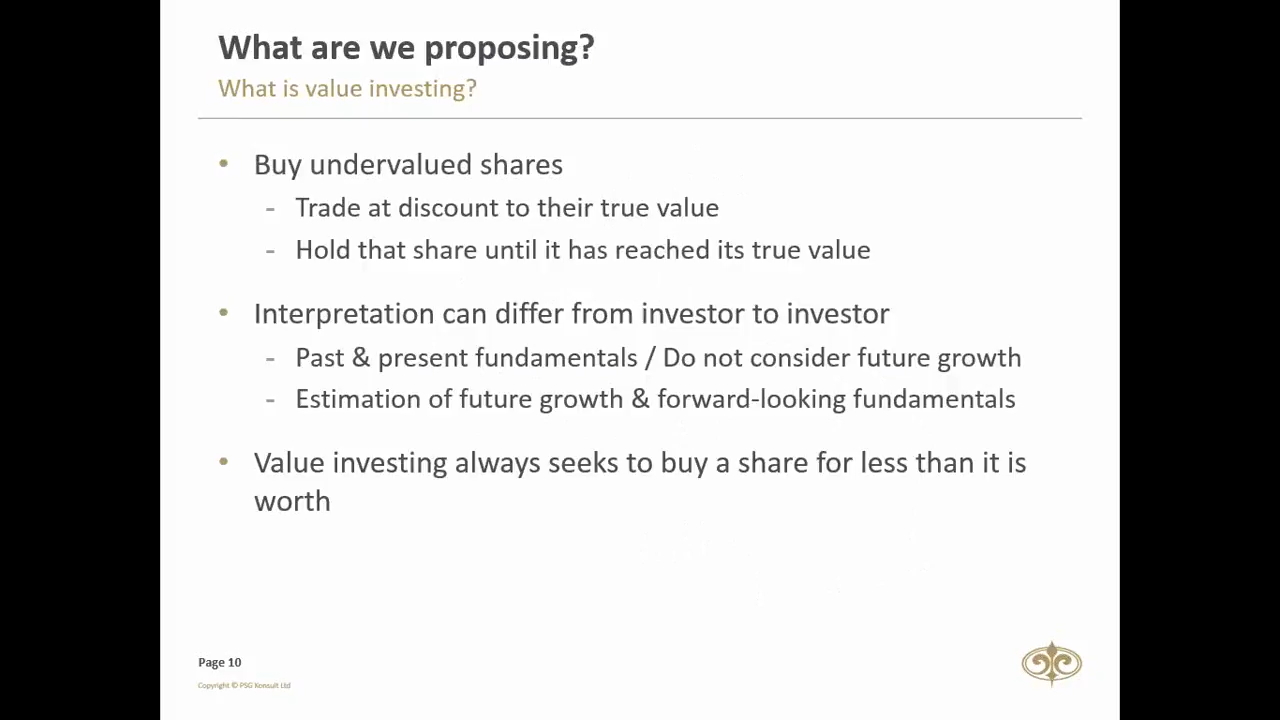 What are we proposing?
What is value investing?
• Buy undervalued shares
- Trade at discount to their true value
- Hold that share until it has reached its true value
• Interpretation can differ from investor to investor
- Past & present fundamentals / Do not consider future growth
- Estimation of future growth & forward-looking fundamentals
• Value investing always seeks to buy a share for less than it is
worth
Page 10
Copyright © PSG Konsult Ltd